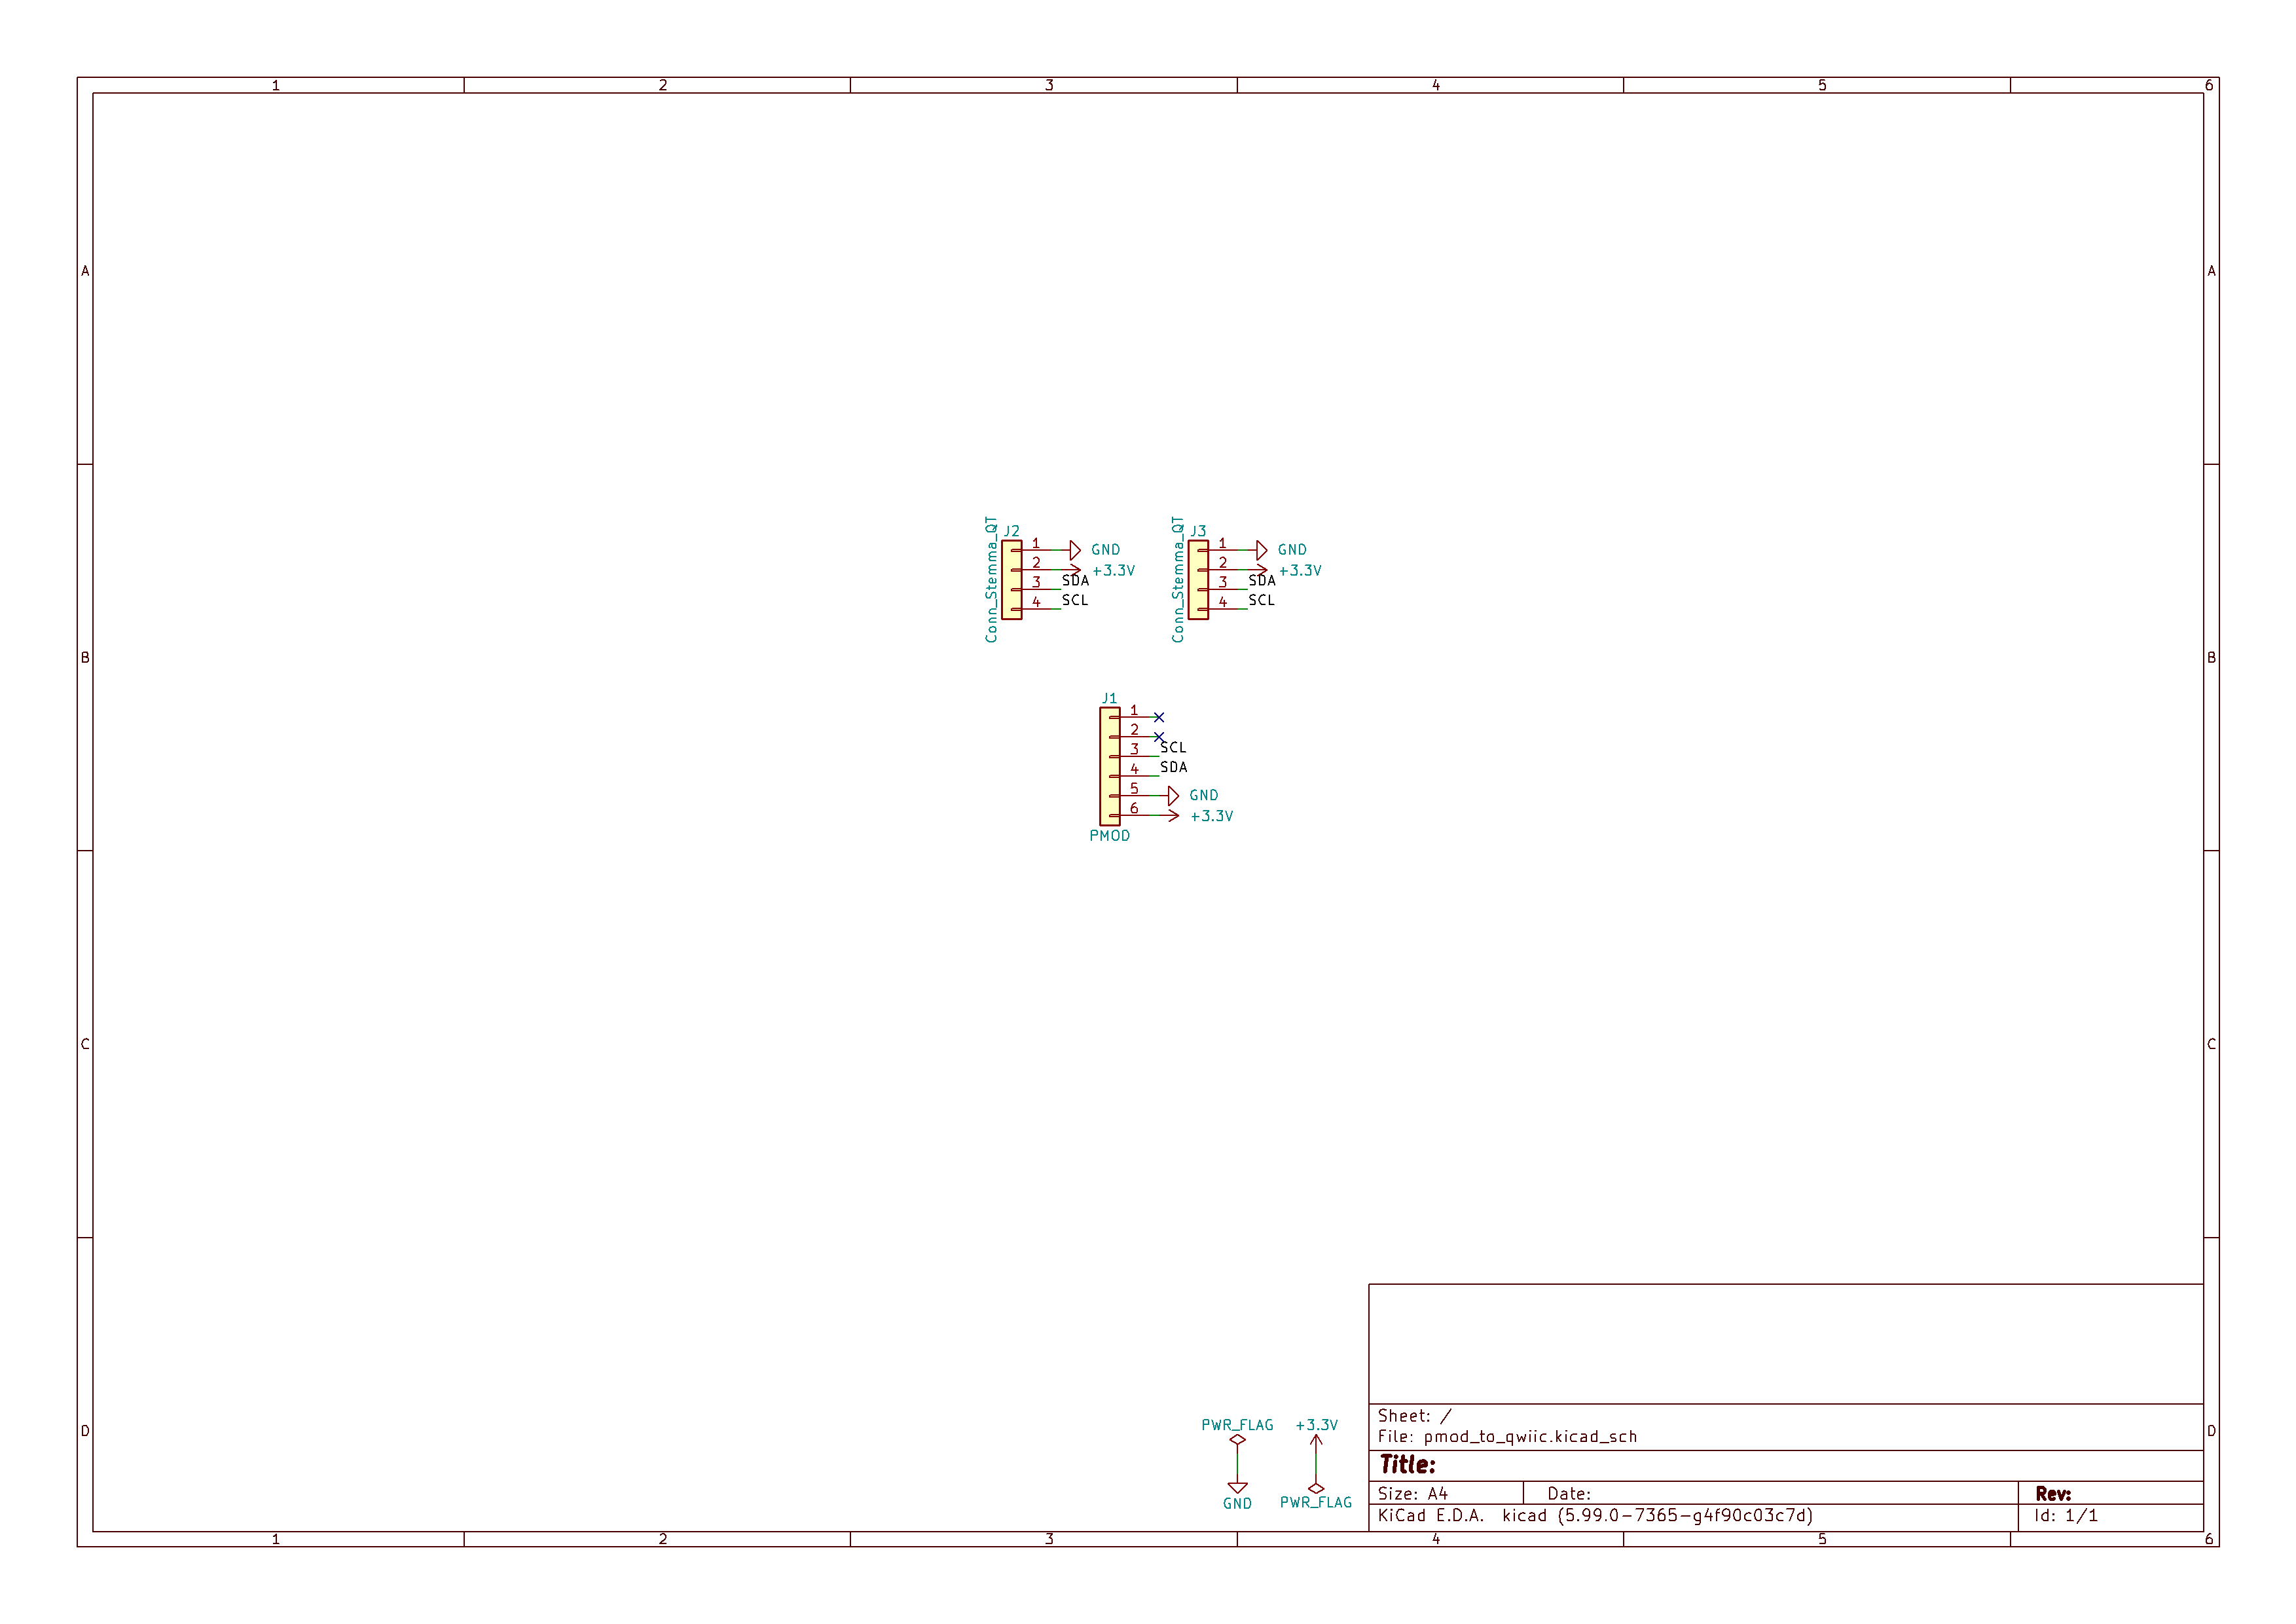 1 2 3 4 5 6
A A
J2 J3
Conn_Stemma_QT Conn_Stemma_QT
1 GND 1 GND
2 +3.3V 2 +3.3V
3 SDA 3 SDA
4 SCL 4 SCL
B B
J1
1
2
3 SCL
4 SDA
5 GND
6 +3.3V
PMOD
C C
PWR_FLAG +3.3V
GND PWR_FLAG
D D
Sheet: /
File: pmod_to_qwiic.kicad_sch
Title:
Size: A4 Date: Rev:
KiCad E.D.A. kicad (5.99.0-7365-g4f90c03c7d) Id: 1/1
1 2 3 4 5 6